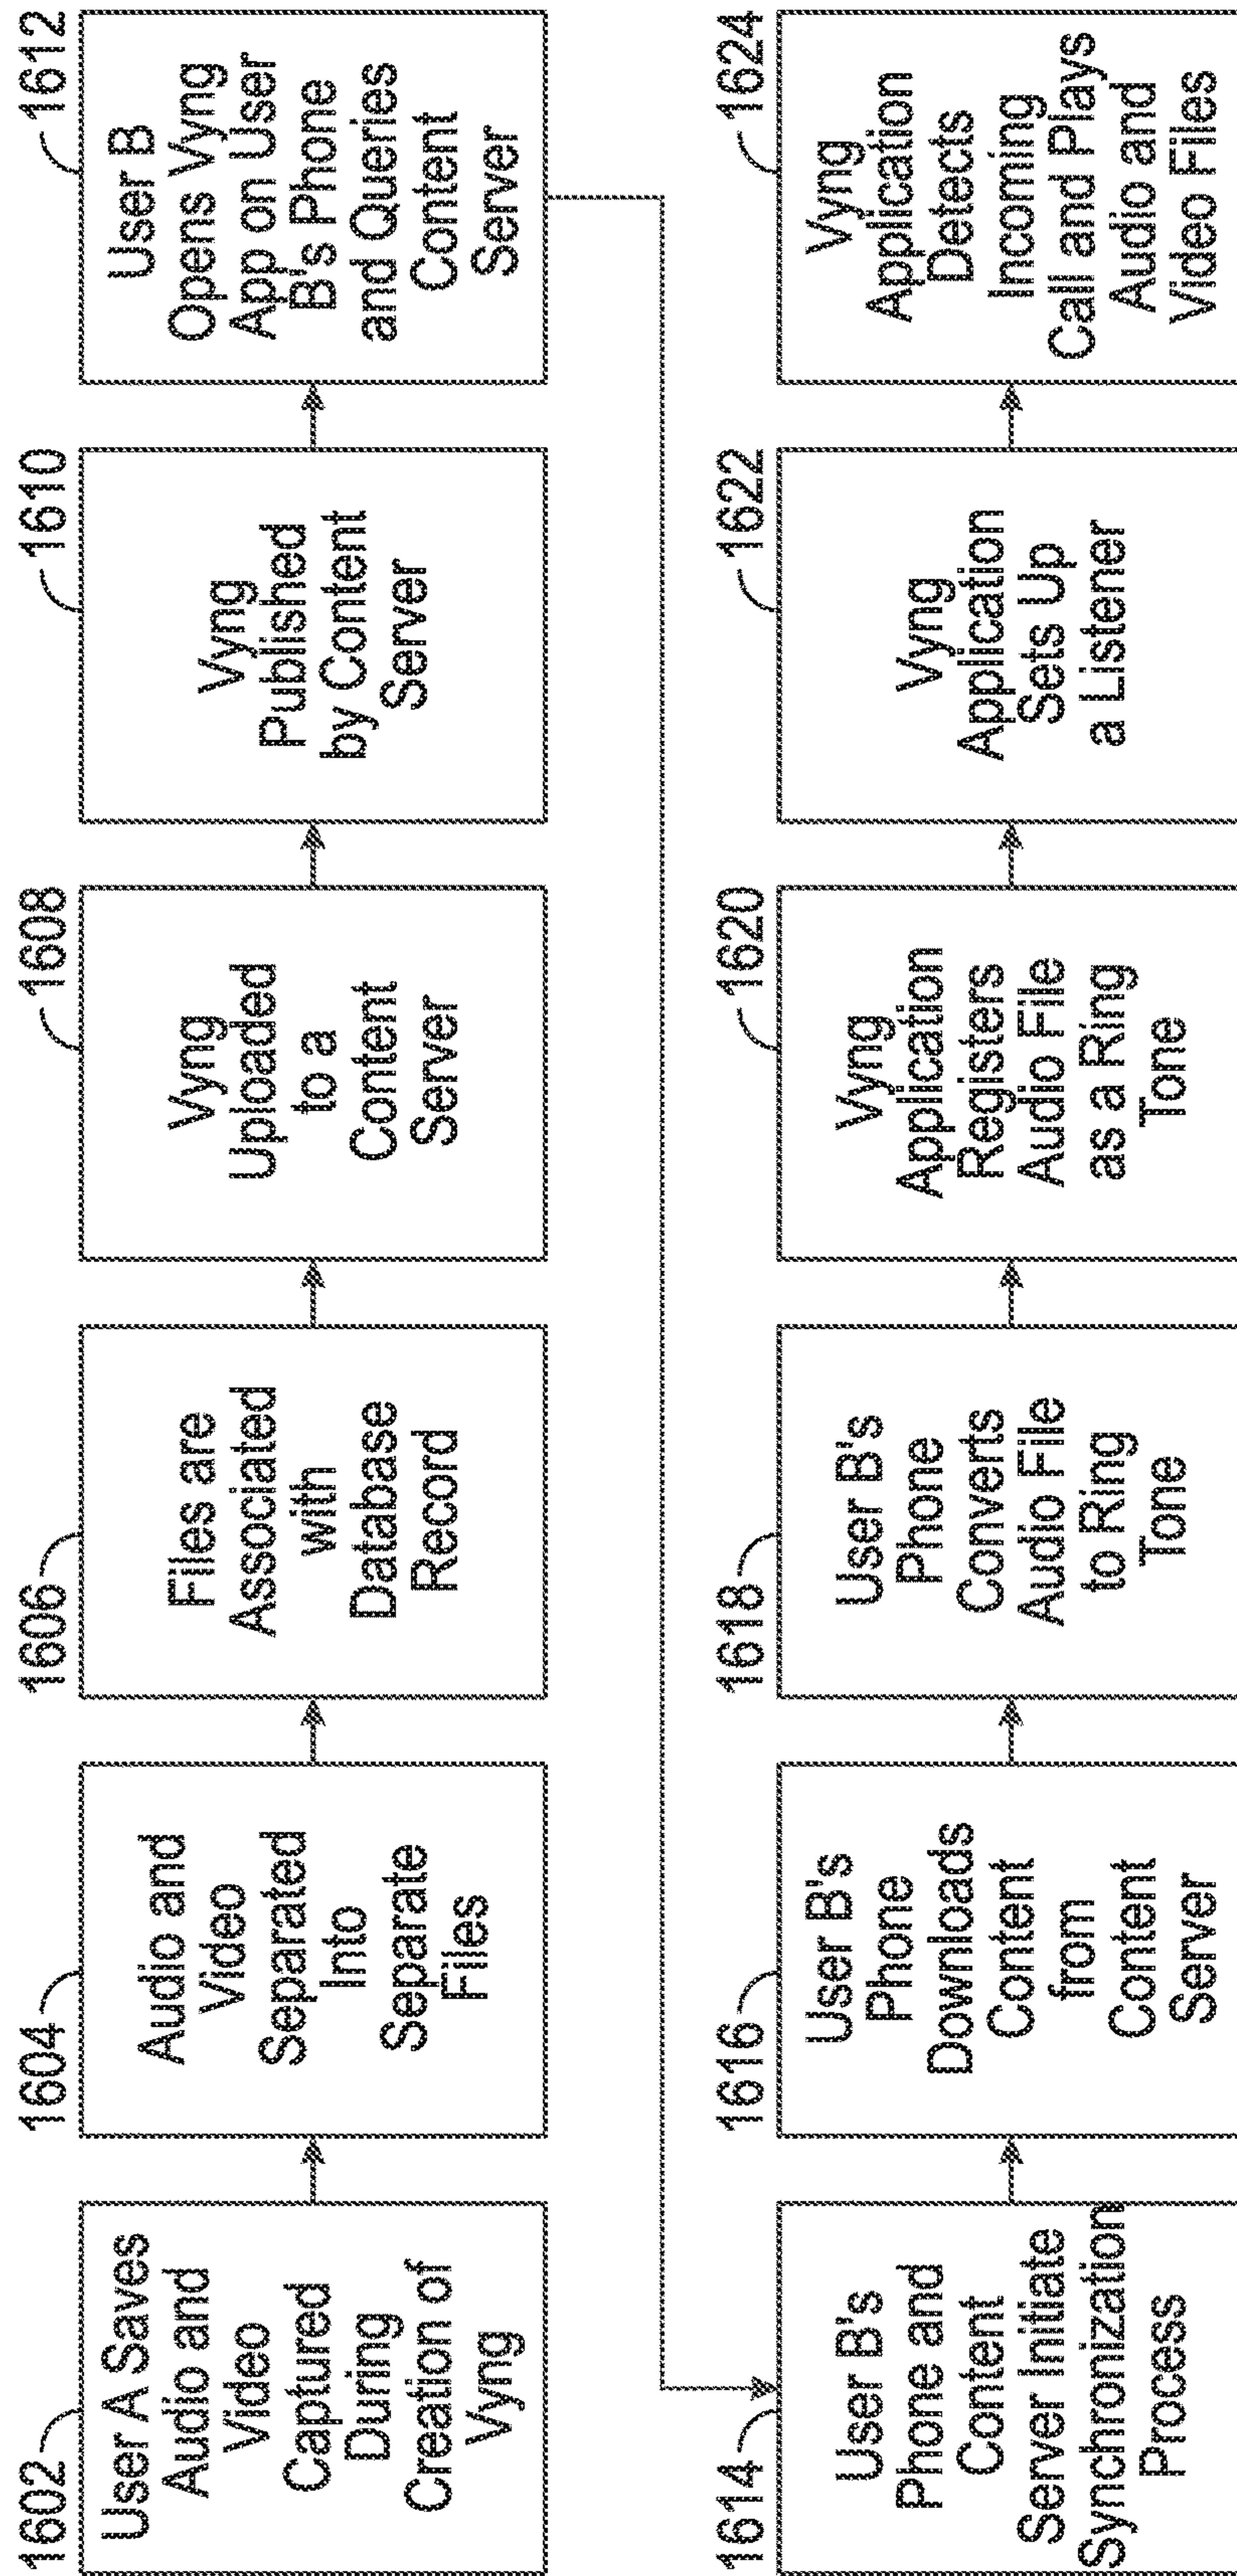 1602
User A Saves
Audio and
Video
Captured
During
Creation of
Vyng
1604
Audio and
Video
Separated
Into
Separate
Files
1606
Files are
Associated
with
Database
Record
1608
Vyng
Uploaded
to a
Content
Server
1610
Vyng
Published
by Content
Server
1612
User B
Opens Vyng
App on User
B's Phone
and Queries
Content
Server
1614
User B's
Phone and
Content
Server Initiate
Synchronization
Process
1616
User B's
Phone
Downloads
Content
from
Content
Server
1618
User B's
Phone
Converts
Audio File
to Ring
Tone
1620
Vyng
Application
Registers
Audio File
as a Ring
Tone
1622
Vyng
Application
Sets Up
a Listener
1624
Vyng
Application
Detects
Incoming
Call and Plays
Audio and
Video Files